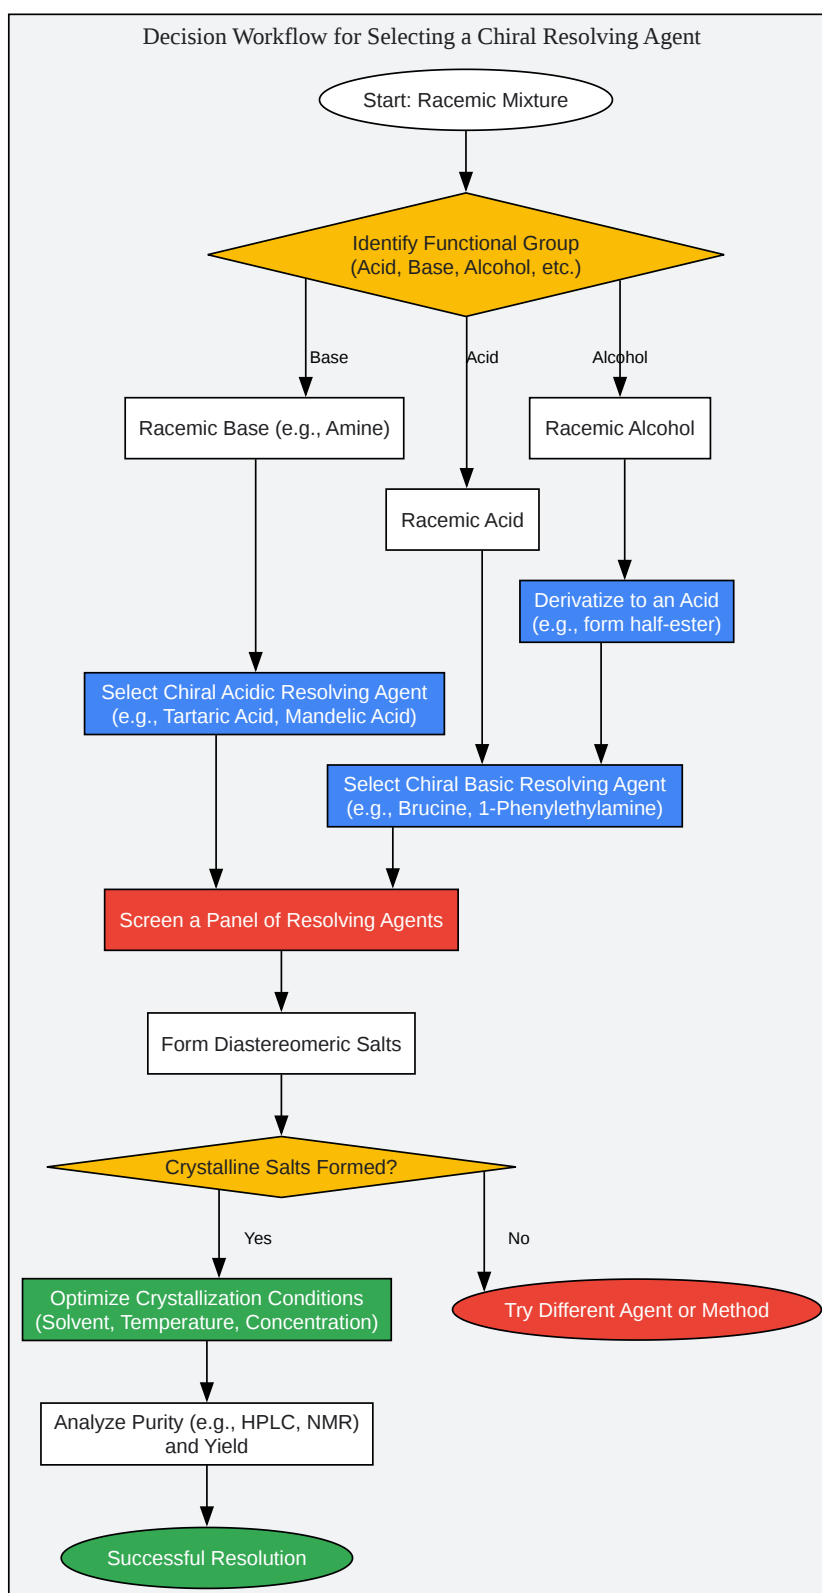 Decision Workflow for Selecting a Chiral Resolving Agent
Start: Racemic Mixture
Identify Functional Group
(Acid, Base, Alcohol, etc.)
Base
Acid
Alcohol
Racemic Base (e.g., Amine)
Racemic Alcohol
Racemic Acid
Derivatize to an Acid
(e.g., form half-ester)
Select Chiral Acidic Resolving Agent
(e.g., Tartaric Acid, Mandelic Acid)
Select Chiral Basic Resolving Agent
(e.g., Brucine, 1-Phenylethylamine)
Screen a Panel of Resolving Agents
Form Diastereomeric Salts
Crystalline Salts Formed?
Yes
No
Optimize Crystallization Conditions
(Solvent, Temperature, Concentration)
Try Different Agent or Method
Analyze Purity (e.g., HPLC, NMR)
and Yield
Successful Resolution